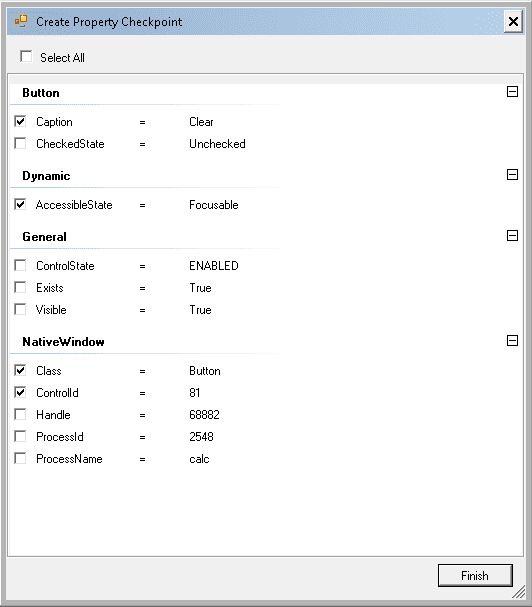 Create Property Checkpoint
Select All
Button
Caption = Clear
CheckedState = Unchecked
Dynamic
AccessibleState = Focusable
General
ControlState = ENABLED
Exists = True
Visible = True
NativeWindow
Class = Button
ControlId = 81
Handle = 68882
ProcessId = 2548
ProcessName = calc
Finish